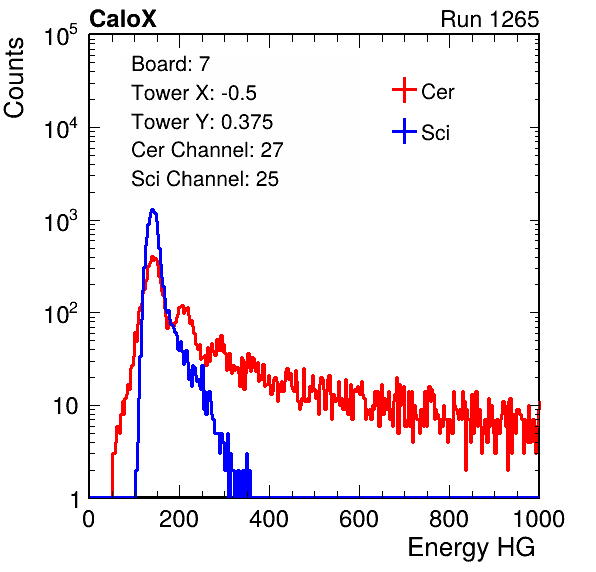 CaloX Run 1265
Counts
Board: 7
Tower X: -0.5
Tower Y: 0.375
Cer Channel: 27
Sci Channel: 25
Cer
Sci
10^5
10^4
10^3
10^2
10
1
0 200 400 600 800 1000
Energy HG